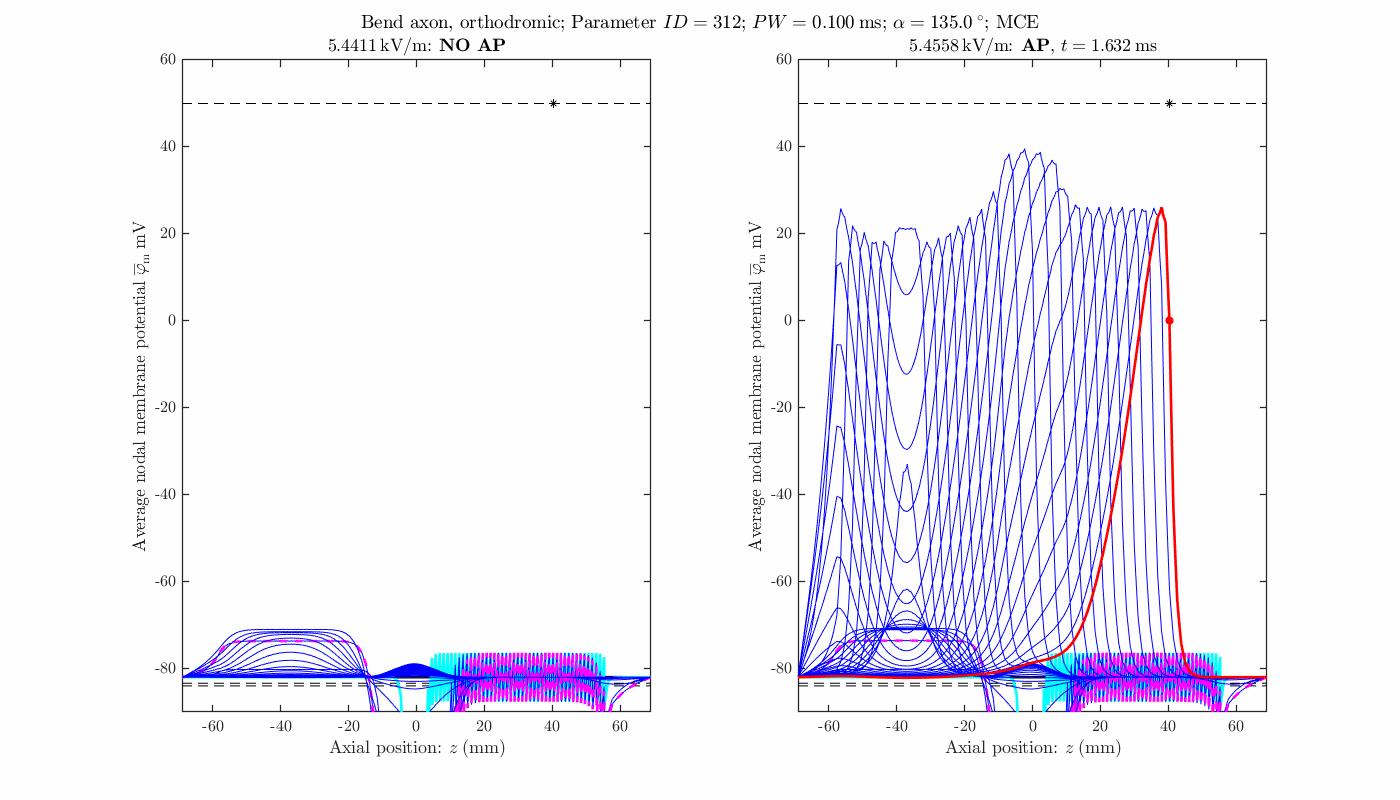 Bend axon, orthodromic; Parameter ID = 312; PW = 0.100 ms; α = 135.0 °; MCE
5.4411 kV/m: NO AP
60
40
20
0
-20
-40
-60
-80
-60 -40 -20 0 20 40 60
Axial position: z (mm)
Average nodal membrane potential φ̅m mV
5.4558 kV/m: AP, t = 1.632 ms
60
40
20
0
-20
-40
-60
-80
-60 -40 -20 0 20 40 60
Axial position: z (mm)
Average nodal membrane potential φ̅m mV